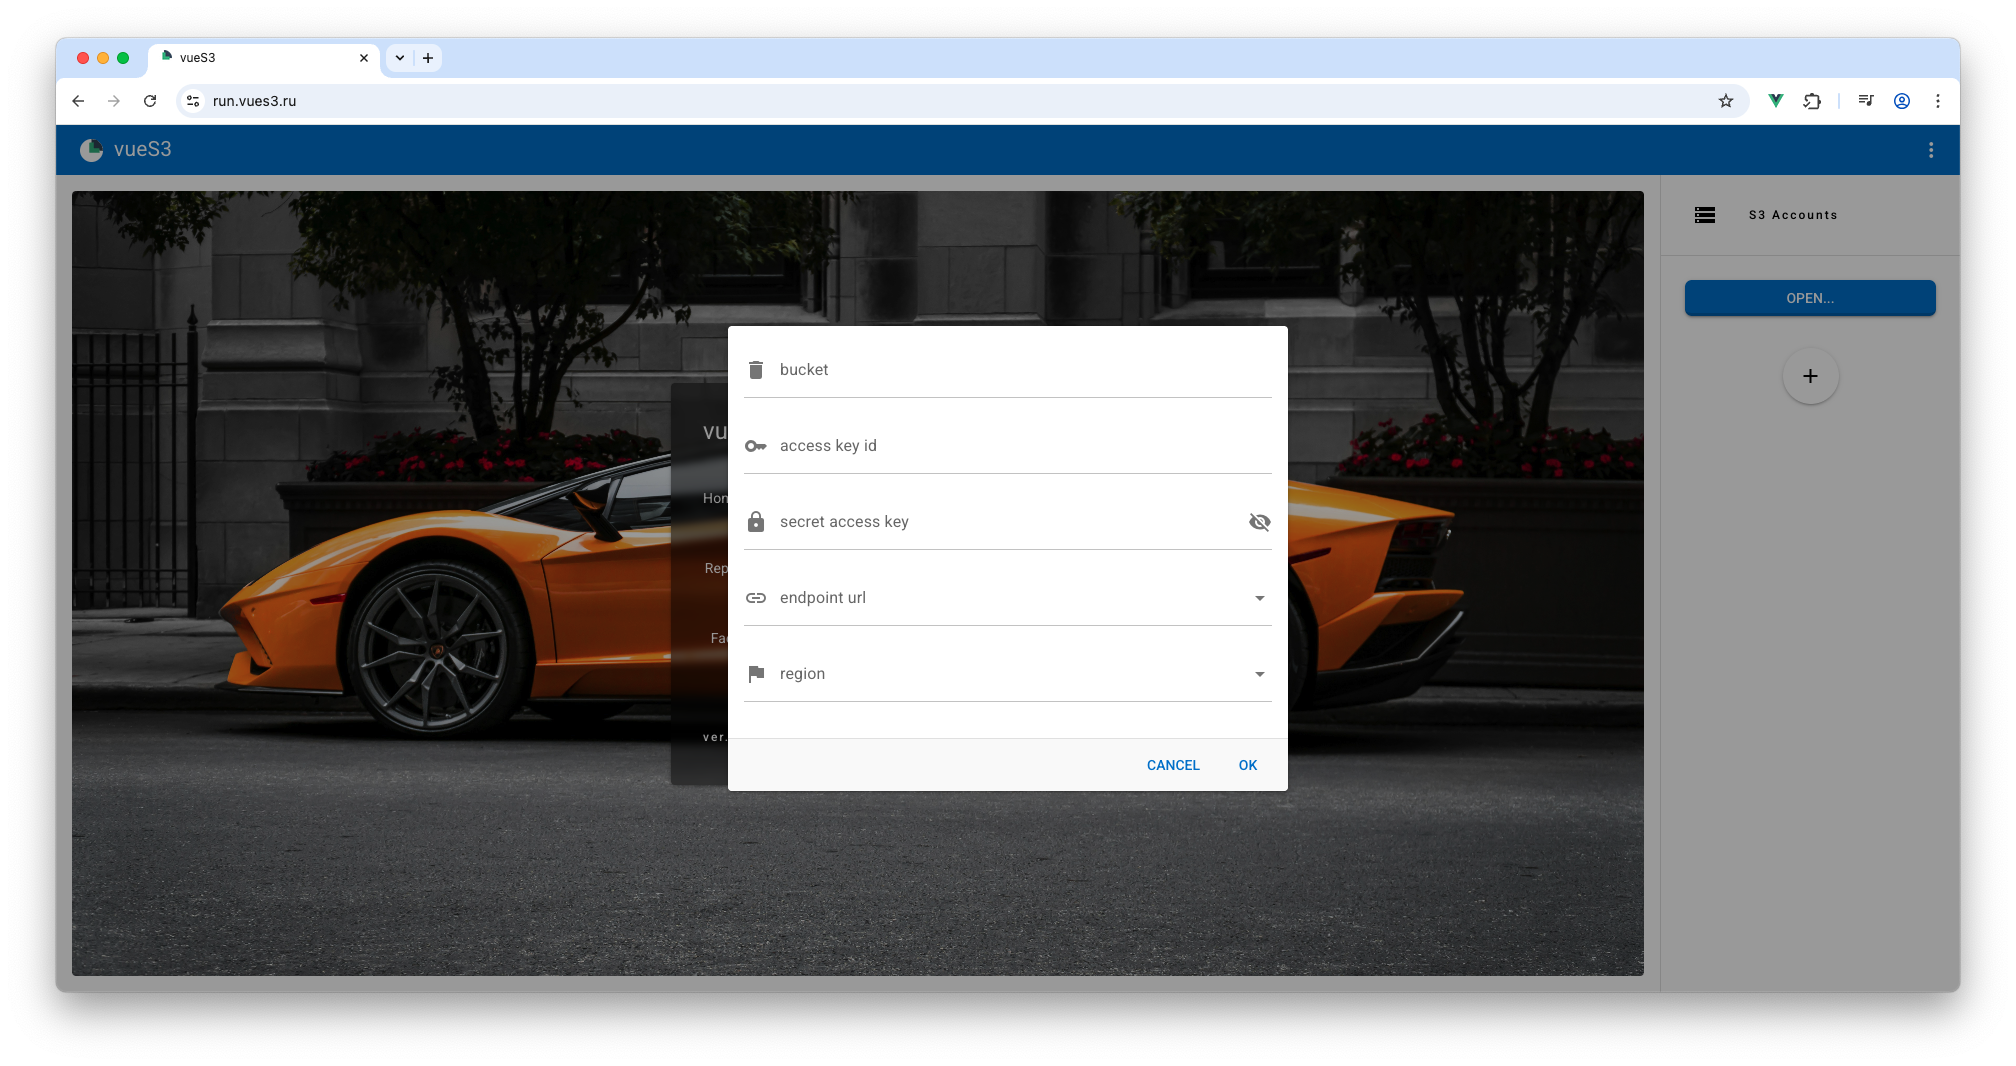 vueS3
run.vues3.ru
vueS3
S3 Accounts
OPEN...
vu
Hon
Rep
Fac
ver.
bucket
access key id
secret access key
endpoint url
region
CANCEL OK